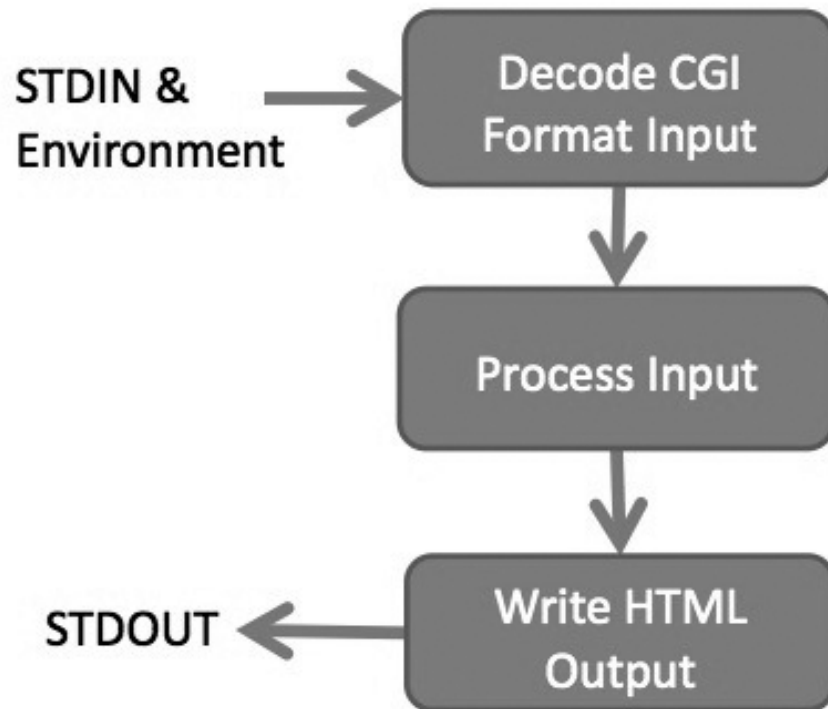 STDIN &
Environment
Decode CGI
Format Input
Process Input
Write HTML
Output
STDOUT